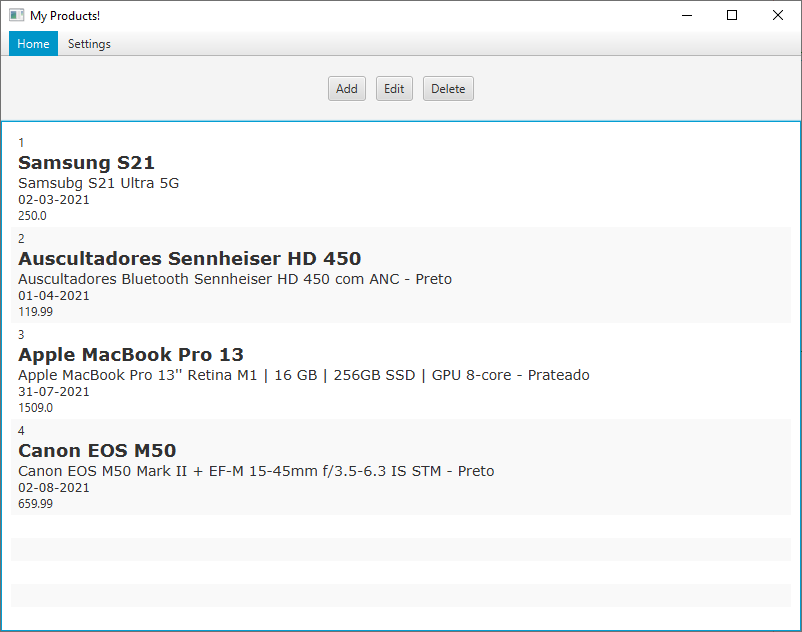 My Products!
Home Settings
Add Edit Delete
1
Samsung S21
Samsubg S21 Ultra 5G
02-03-2021
250.0
2
Auscultadores Sennheiser HD 450
Auscultadores Bluetooth Sennheiser HD 450 com ANC - Preto
01-04-2021
119.99
3
Apple MacBook Pro 13
Apple MacBook Pro 13'' Retina M1 | 16 GB | 256GB SSD | GPU 8-core - Prateado
31-07-2021
1509.0
4
Canon EOS M50
Canon EOS M50 Mark II + EF-M 15-45mm f/3.5-6.3 IS STM - Preto
02-08-2021
659.99